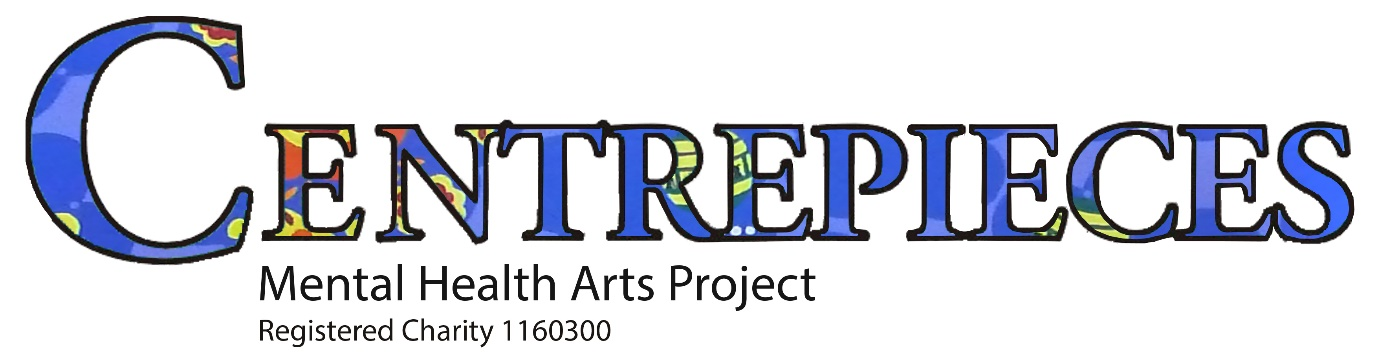 CENTREPIECES
Mental Health Arts Project
Registered Charity 1160300